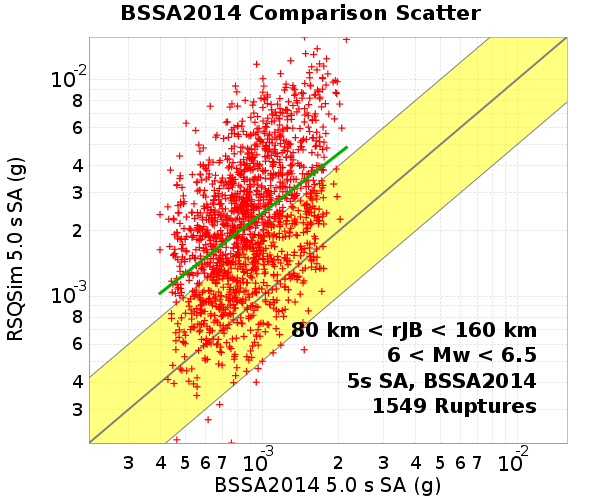 BSSA2014 Comparison Scatter
RSQSim 5.0 s SA (g)
10-2
8
6
4
3
2
10-3
8
6
4
3
80 km < rJB < 160 km
6 < Mw < 6.5
5s SA, BSSA2014
1549 Ruptures
3 4 5 6 7 10-3 2 3 4 5 6 7 10-2
BSSA2014 5.0 s SA (g)